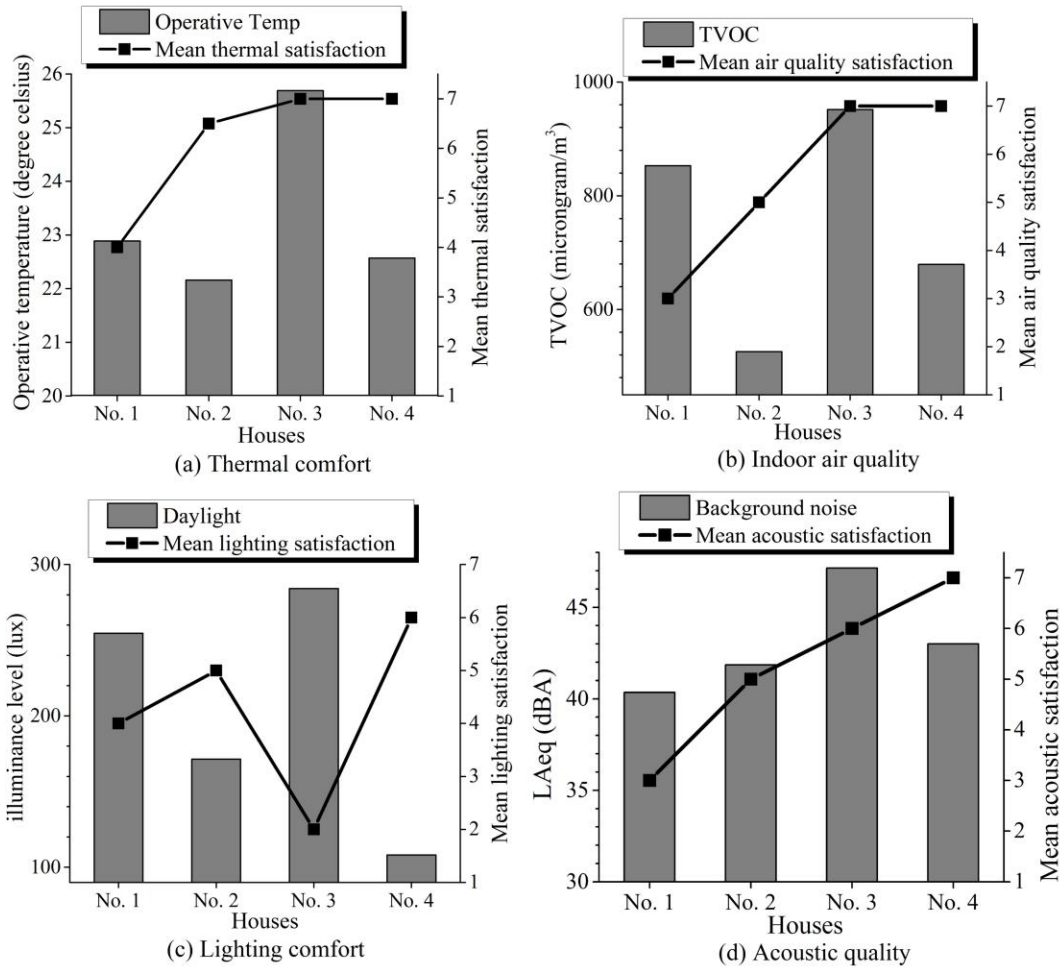 Operative Temp
Mean thermal satisfaction
26
25
24
23
22
21
20
Operative temperature (degree celsius)
7
6
5
4
3
2
1
Mean thermal satisfaction
No. 1 No. 2 No. 3 No. 4
Houses
(a) Thermal comfort
TVOC
Mean air quality satisfaction
1000
800
600
TVOC (microngram/m³)
7
6
5
4
3
2
1
Mean air quality satisfaction
No. 1 No. 2 No. 3 No. 4
Houses
(b) Indoor air quality
Daylight
Mean lighting satisfaction
300
200
100
illuminance level (lux)
7
6
5
4
3
2
1
Mean lighting satisfaction
No. 1 No. 2 No. 3 No. 4
Houses
(c) Lighting comfort
Background noise
Mean acoustic satisfaction
45
40
35
30
LAeq (dBA)
7
6
5
4
3
2
1
Mean acoustic satisfaction
No. 1 No. 2 No. 3 No. 4
Houses
(d) Acoustic quality